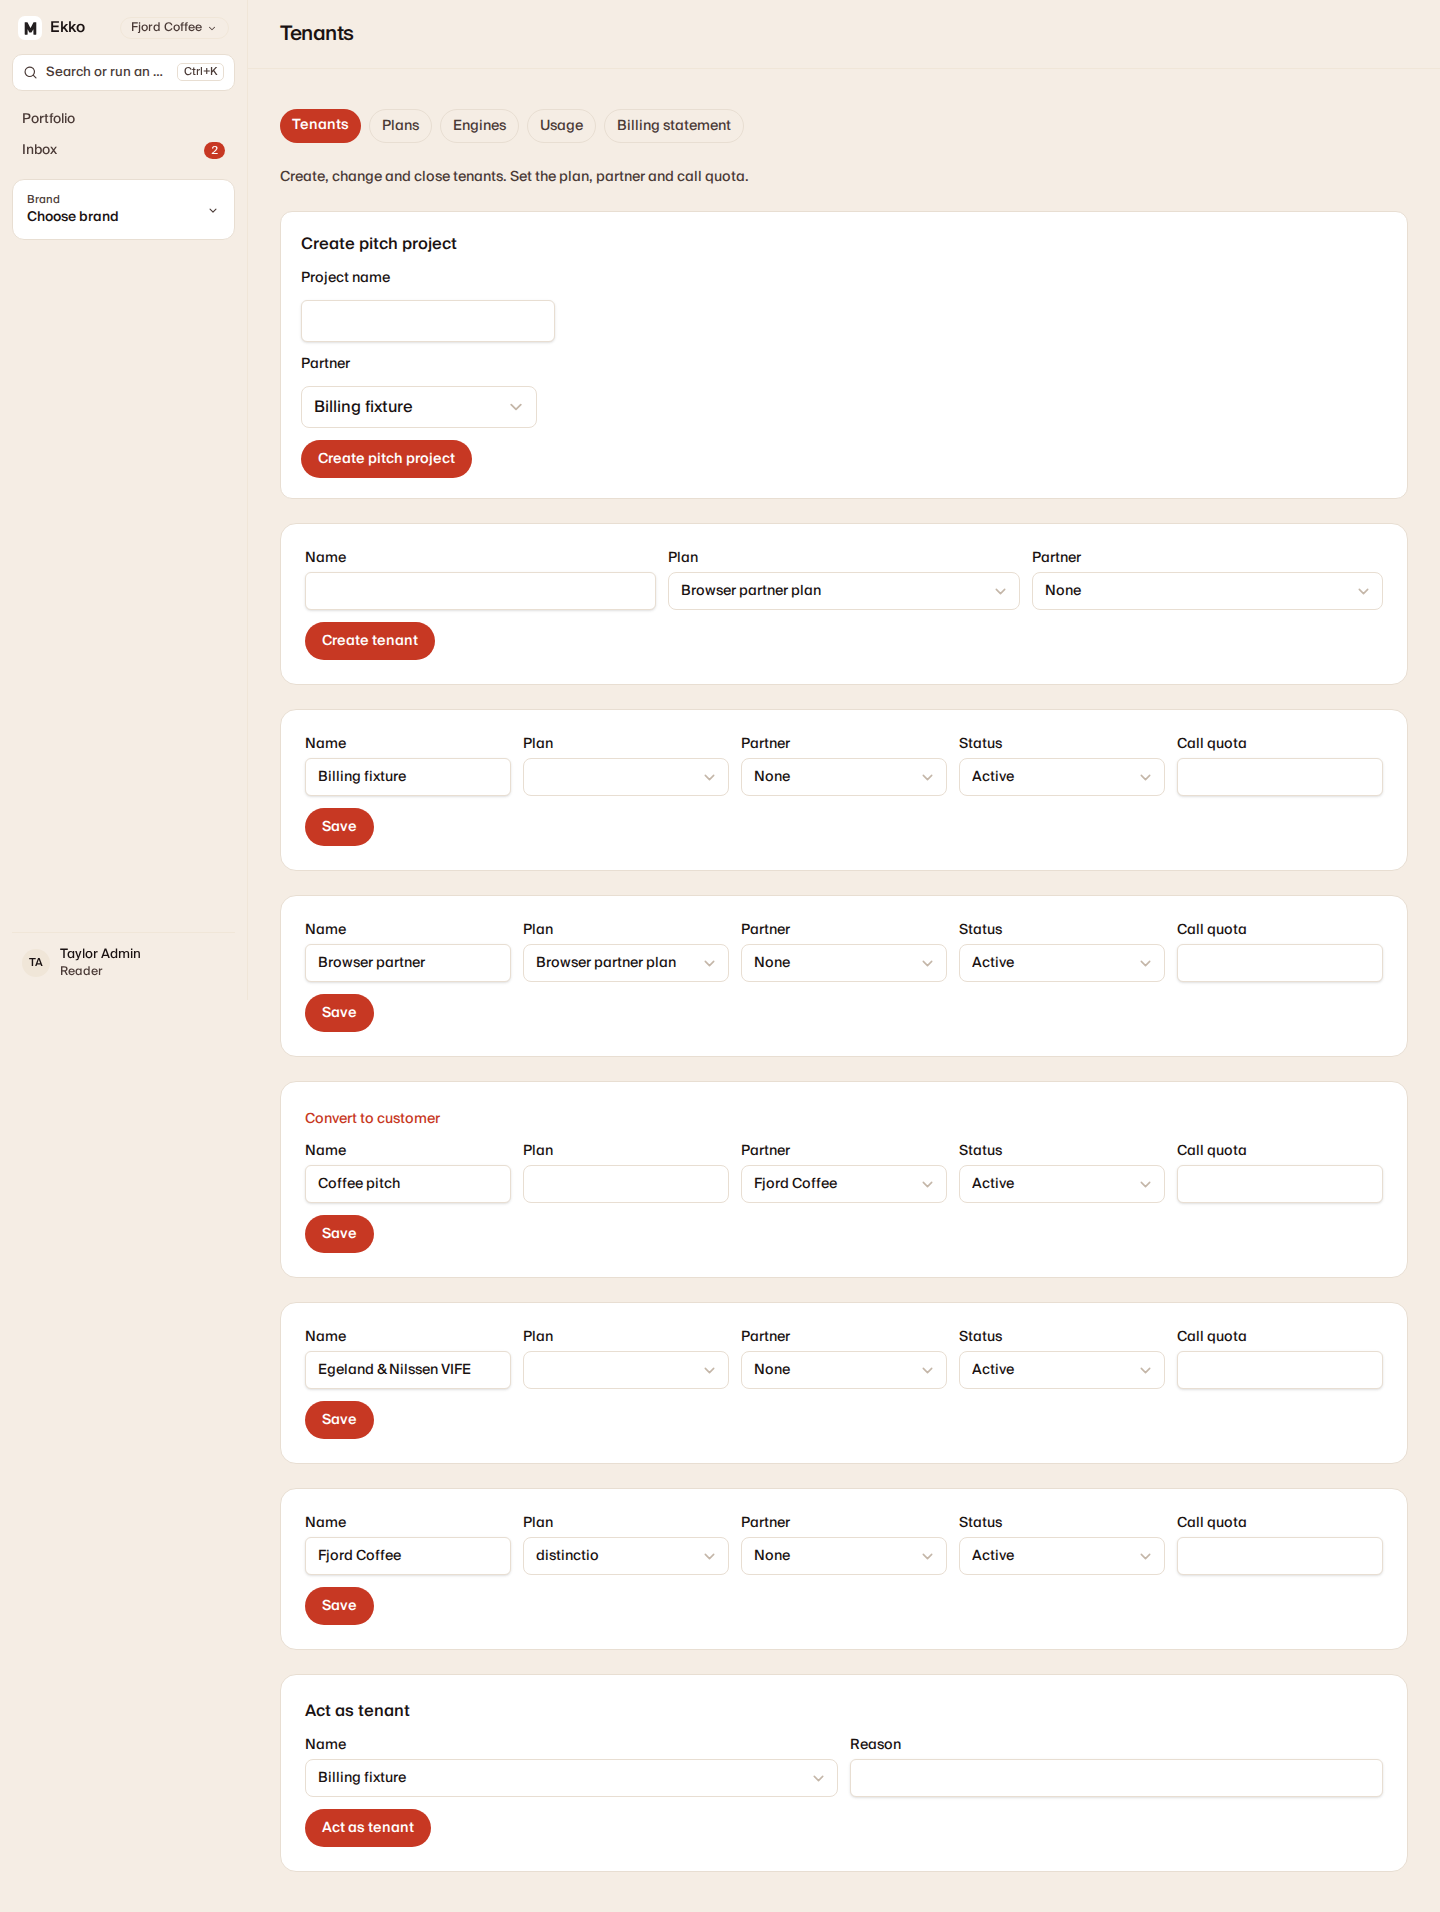 Ekko
Fjord Coffee
Search or run an ...
Ctrl+K
Portfolio
Inbox
2
Brand
Choose brand
TA
Taylor Admin
Reader
Tenants
Tenants
Plans
Engines
Usage
Billing statement
Create, change and close tenants. Set the plan, partner and call quota.
Create pitch project
Project name
Partner
Billing fixture
Create pitch project
Name
Plan
Partner
Browser partner plan
None
Create tenant
Name
Plan
Partner
Status
Call quota
Billing fixture
None
Active
Save
Name
Plan
Partner
Status
Call quota
Browser partner
Browser partner plan
None
Active
Save
Convert to customer
Name
Plan
Partner
Status
Call quota
Coffee pitch
Fjord Coffee
Active
Save
Name
Plan
Partner
Status
Call quota
Egeland & Nilssen VIFE
None
Active
Save
Name
Plan
Partner
Status
Call quota
Fjord Coffee
distinctio
None
Active
Save
Act as tenant
Name
Reason
Billing fixture
Act as tenant